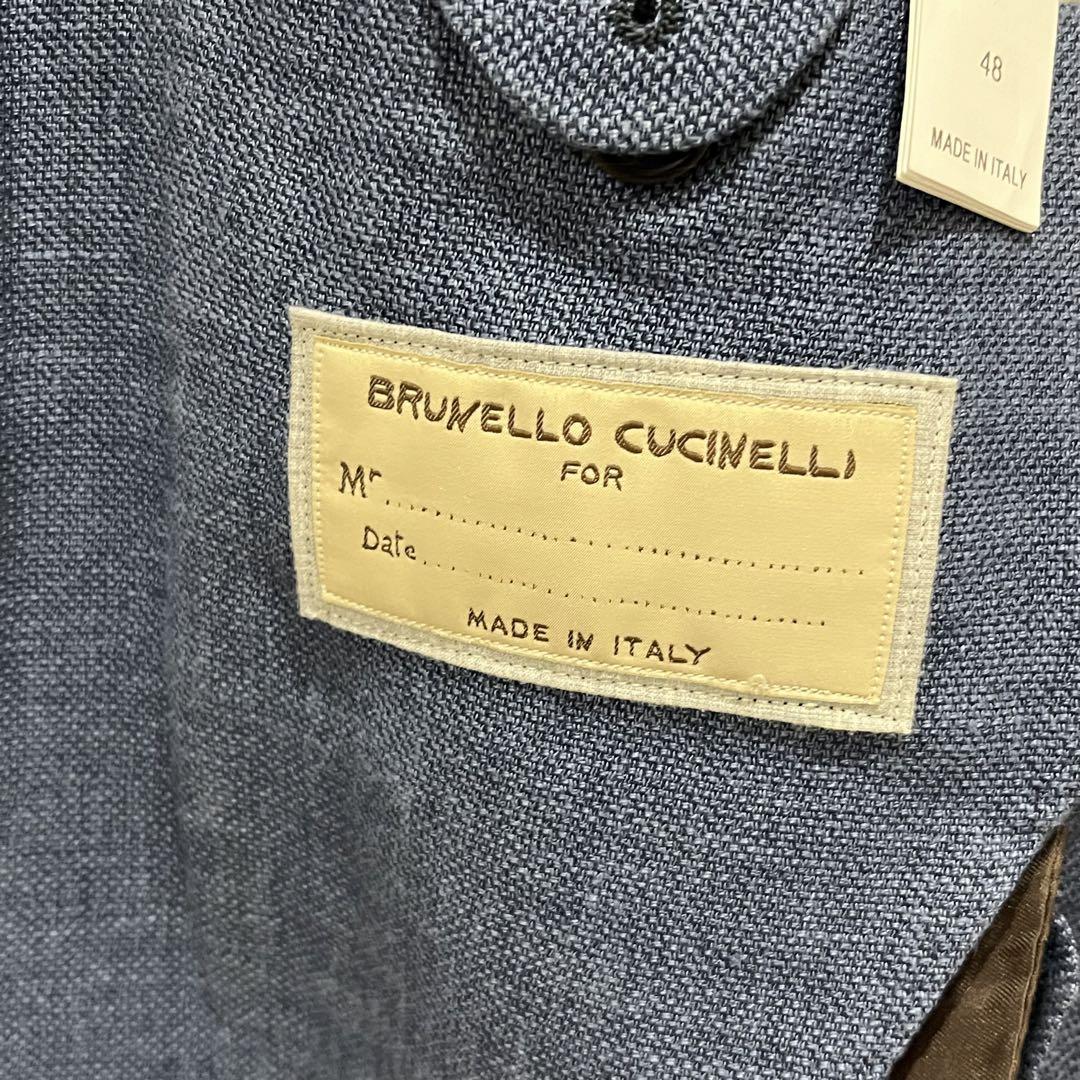 48
MADE IN ITALY
BRUNELLO CUCINELLI
FOR
Mr
Date
MADE IN ITALY